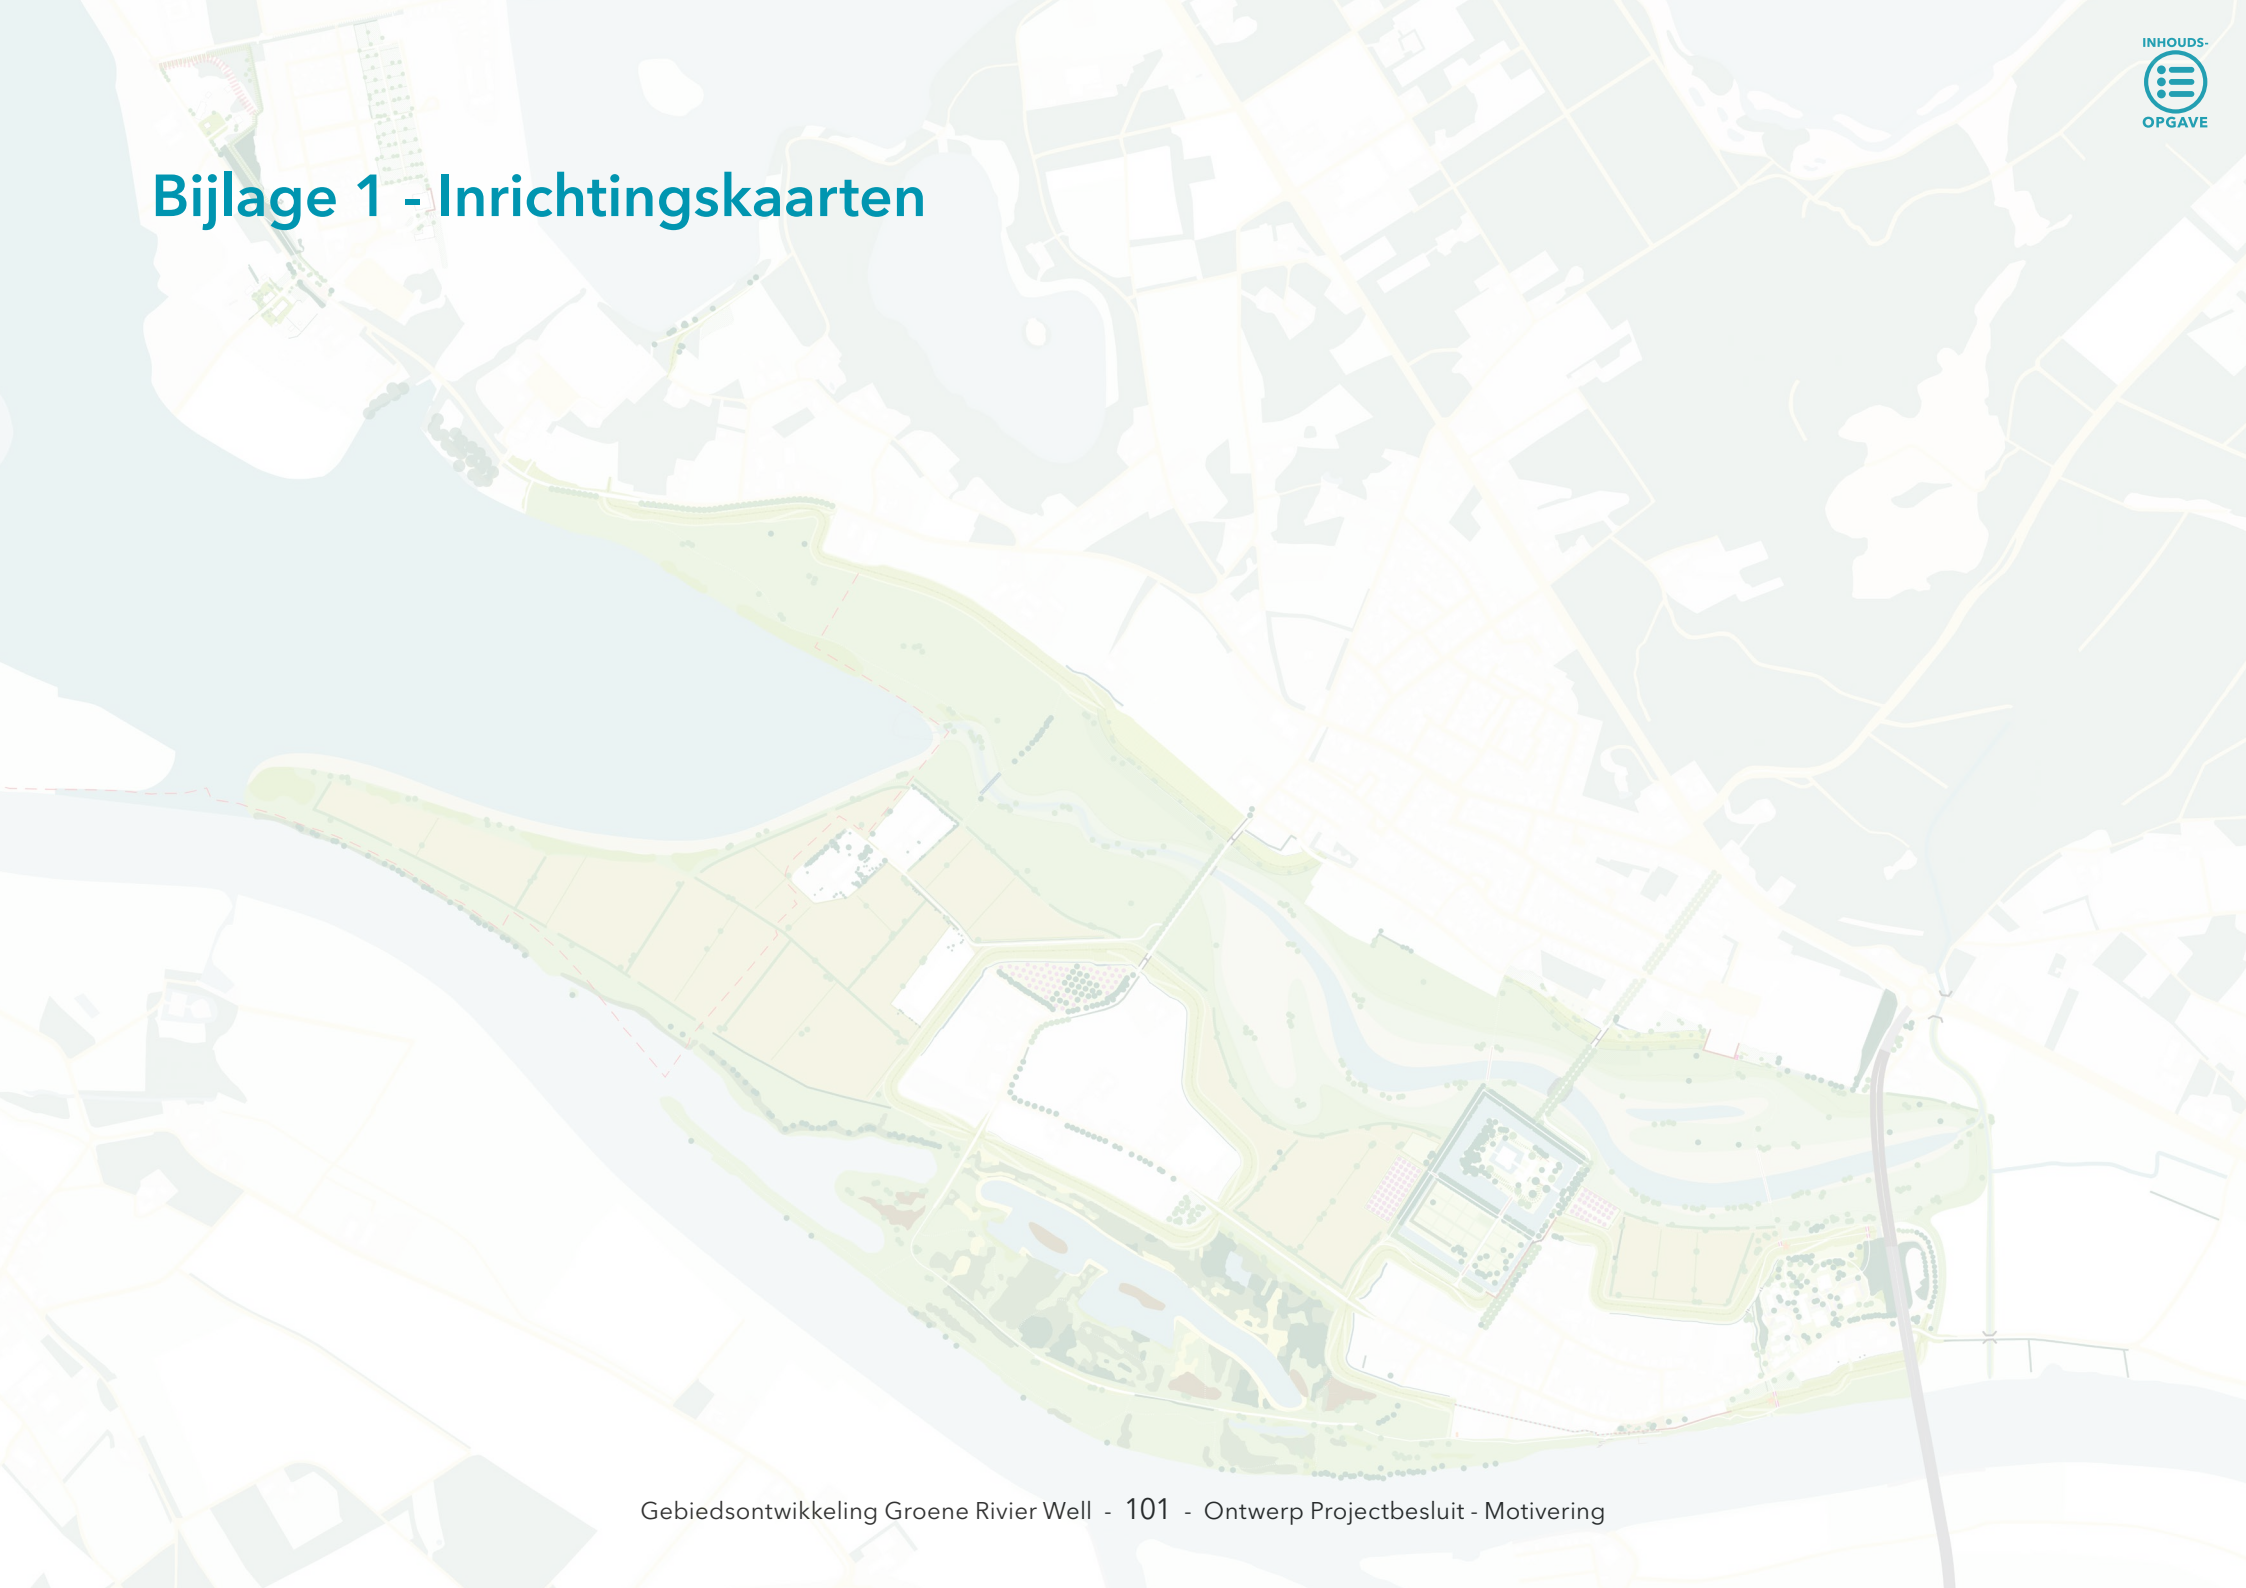 INHOUDS-
OPGAVE
Bijlage 1 - Inrichtingskaarten
Gebiedsontwikkeling Groene Rivier Well - 101 - Ontwerp Projectbesluit - Motivering